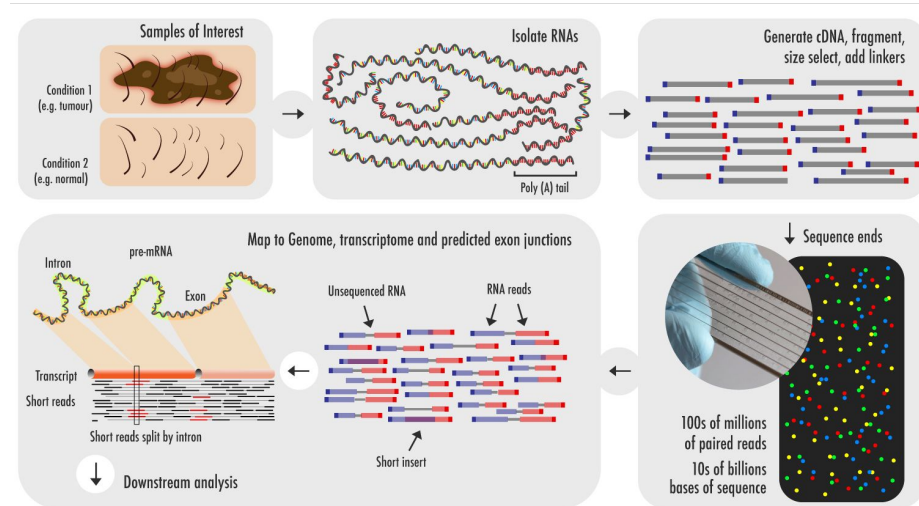 Samples of Interest
Condition 1
(e.g. tumour)
Condition 2
(e.g. normal)
Isolate RNAs
Poly (A) tail
Generate cDNA, fragment,
size select, add linkers
Sequence ends
100s of millions
of paired reads
10s of billions
bases of sequence
Map to Genome, transcriptome and predicted exon junctions
Unsequenced RNA
RNA reads
Short insert
pre-mRNA
Intron
Exon
Transcript
Short reads
Short reads split by intron
Downstream analysis